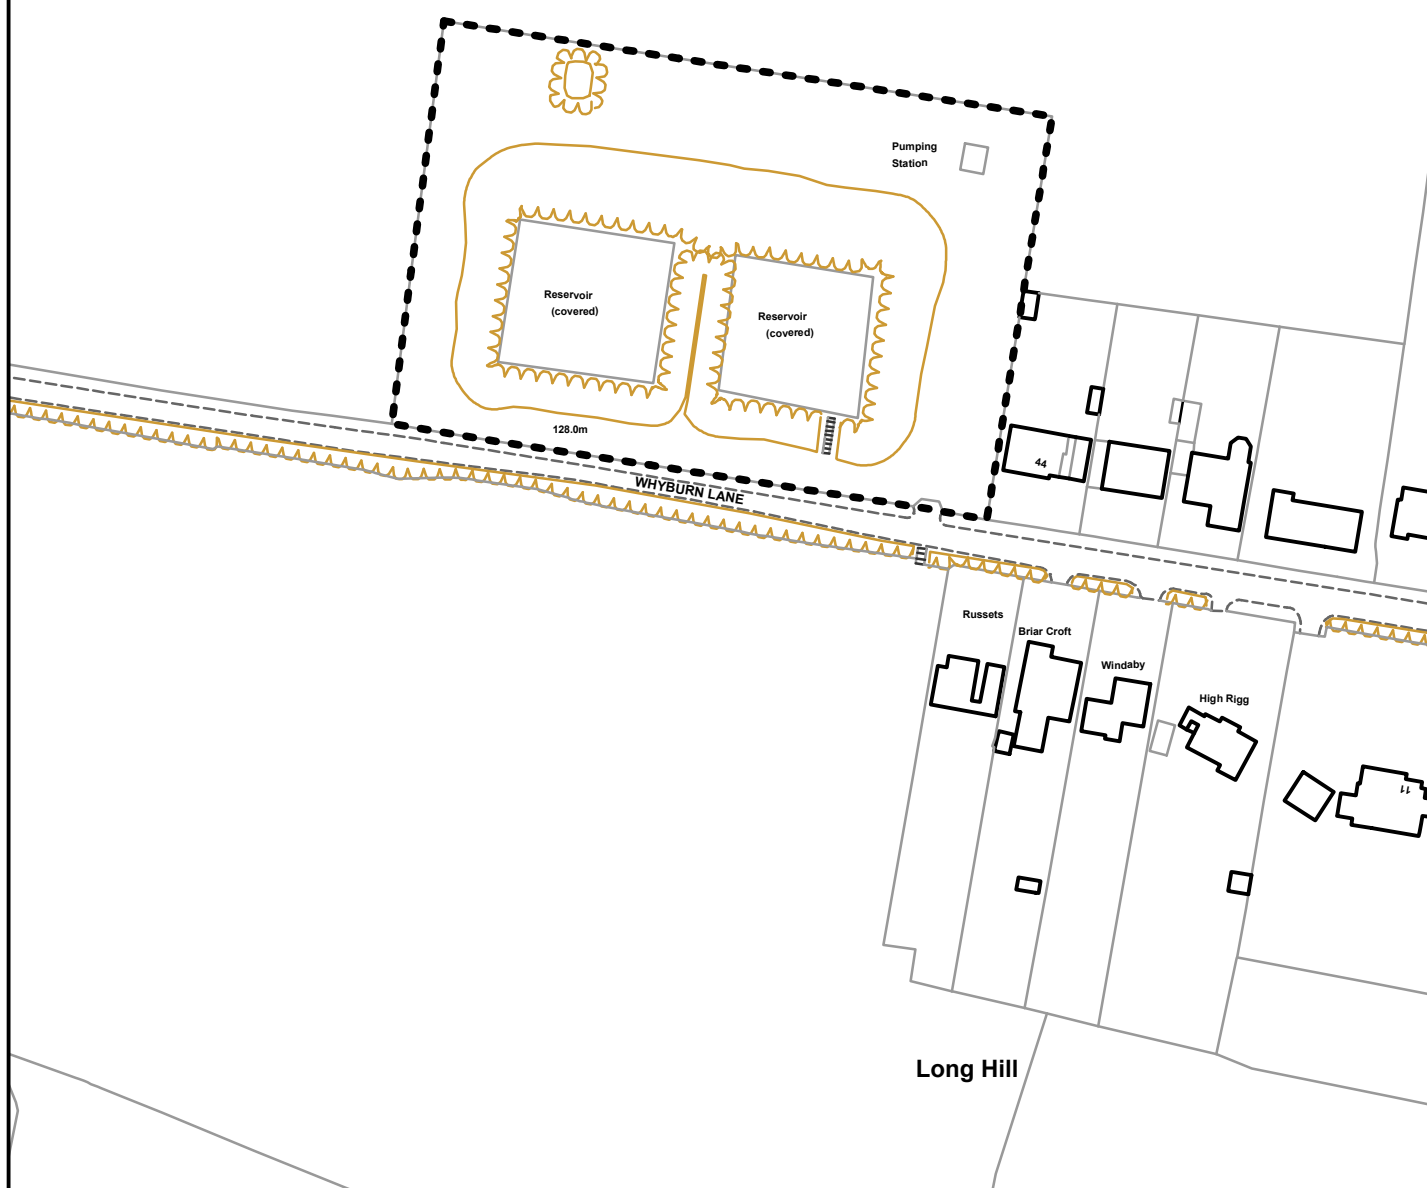 Pumping
Station
Reservoir
(covered)
Reservoir
(covered)
128.0m
44
WHYBURN LANE
Russets
Briar Croft
Windaby
High Rigg
11
Long Hill